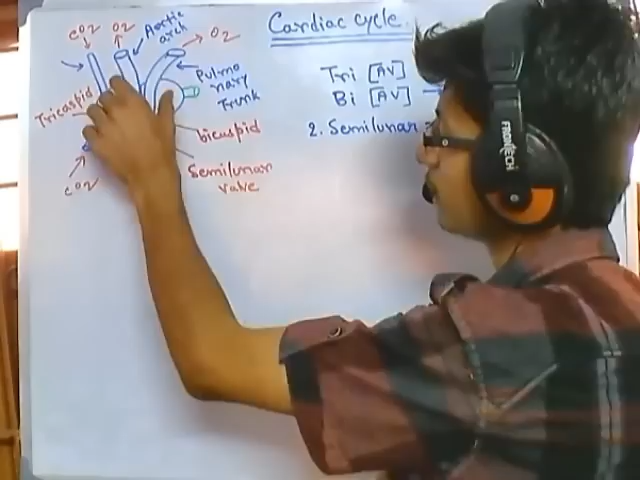 Cardiac cycle
CO2
O2
Aortic
arch
O2
Pulmo
nary
Trunk
Tricaspid
bicuspid
Semilunar
valve
CO2
Tri [AV]
Bi [AV]
2. Semilunar
FRONTECH